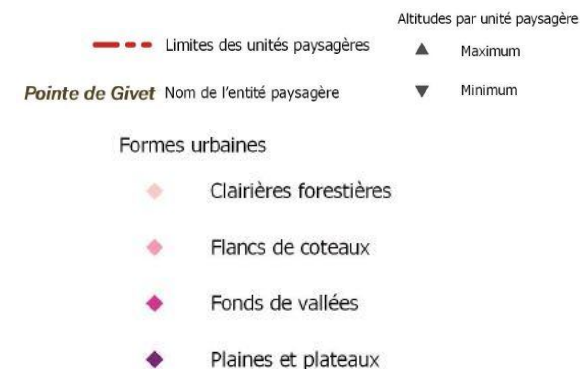 Limites des unités paysagères
Pointe de Givet Nom de l'entité paysagère
Altitudes par unité paysagère
Maximum
Minimum
Formes urbaines
Clairières forestières
Flancs de coteaux
Fonds de vallées
Plaines et plateaux